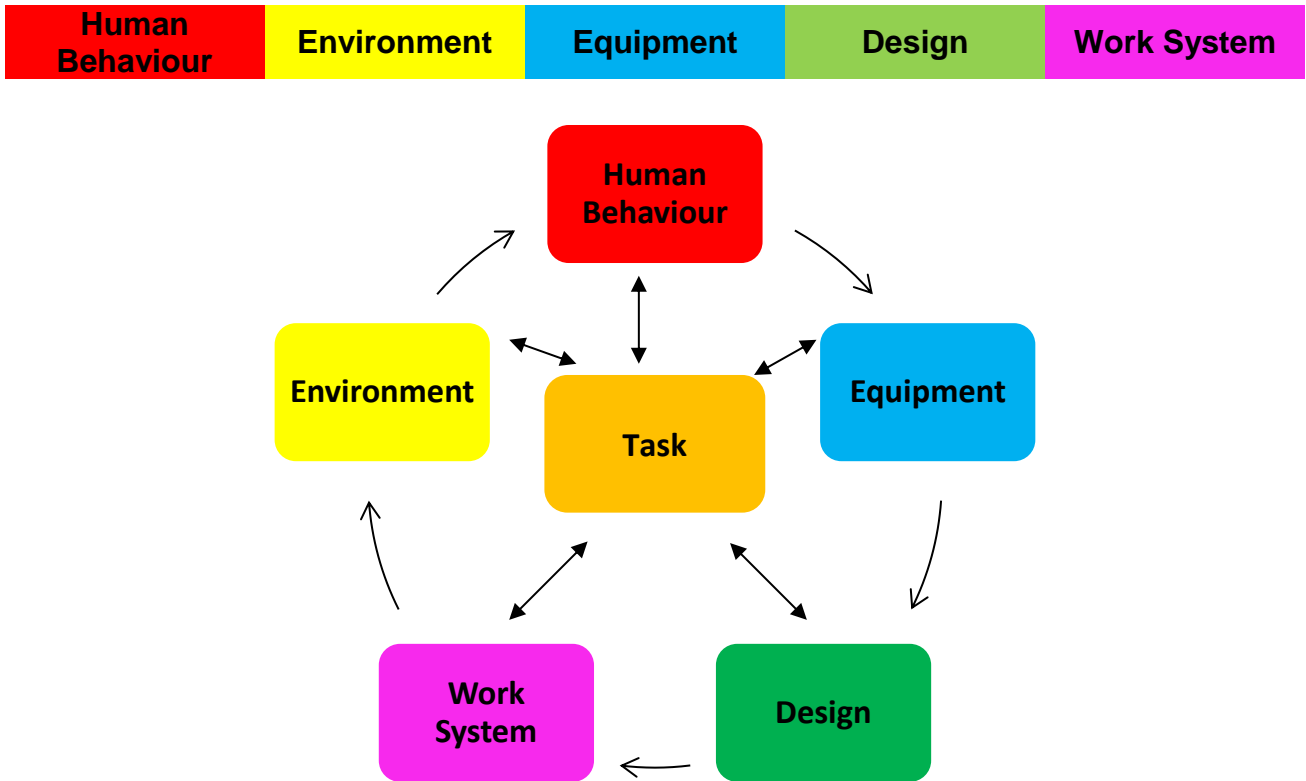 Human
Behaviour
Environment
Equipment
Design
Work System
Human
Behaviour
Environment
Equipment
Task
Work
System
Design